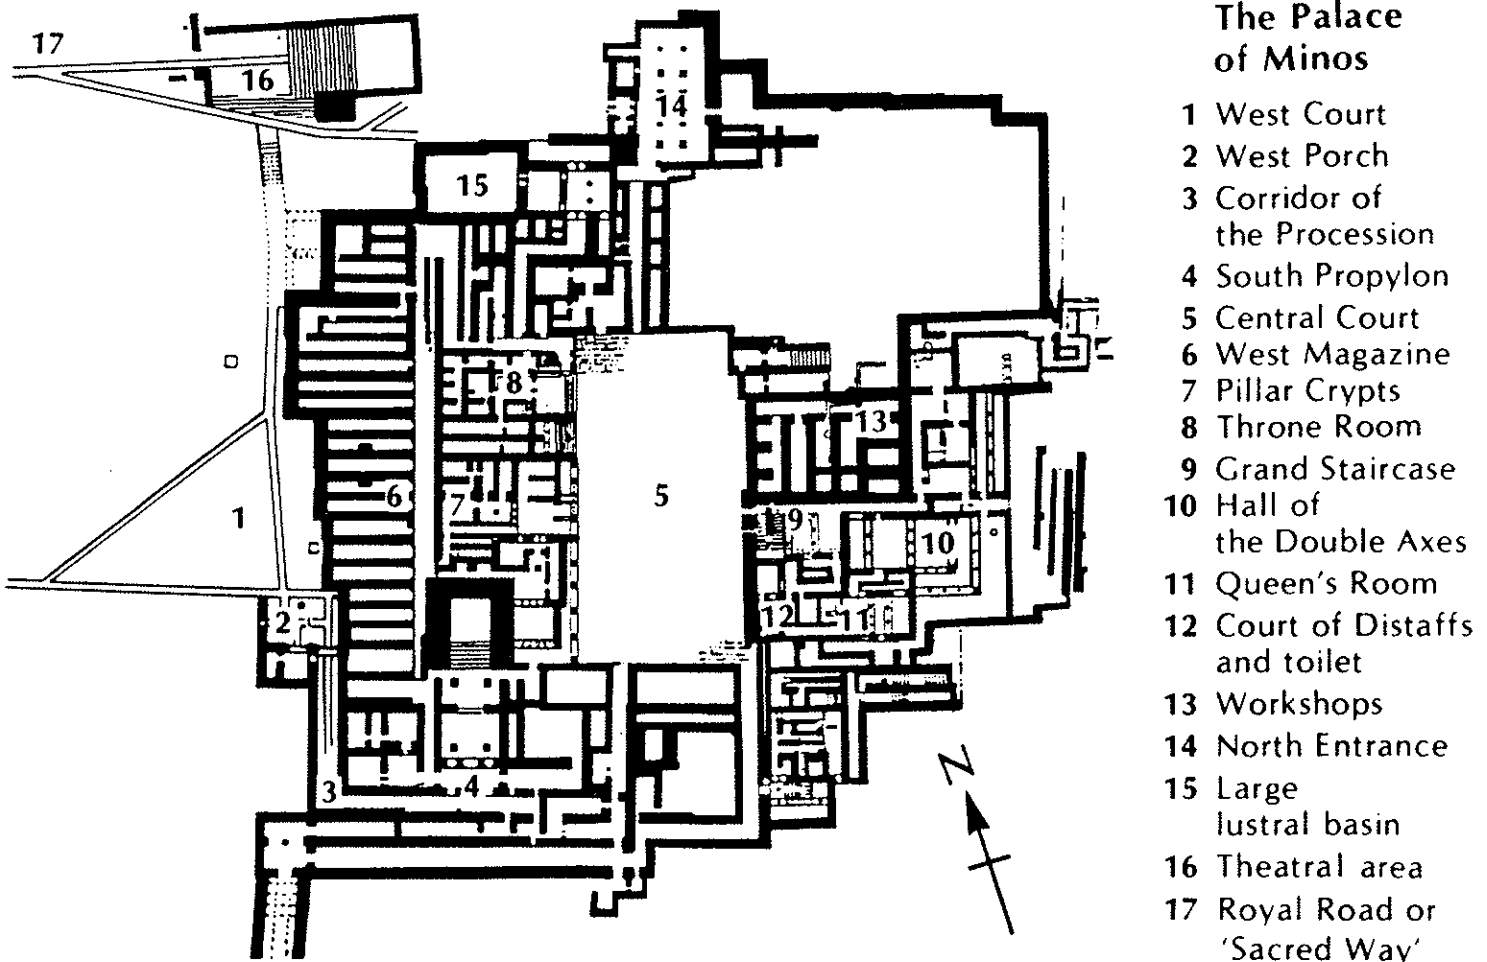 The Palace
of Minos
1 West Court
2 West Porch
3 Corridor of
the Procession
4 South Propylon
5 Central Court
6 West Magazine
7 Pillar Crypts
8 Throne Room
9 Grand Staircase
10 Hall of
the Double Axes
11 Queen's Room
12 Court of Distaffs
and toilet
13 Workshops
14 North Entrance
15 Large
lustral basin
16 Theatral area
17 Royal Road or
'Sacred Way'
17
16
14
15
8
13
6
7
5
1
9
10
2
12
11
3
4
N